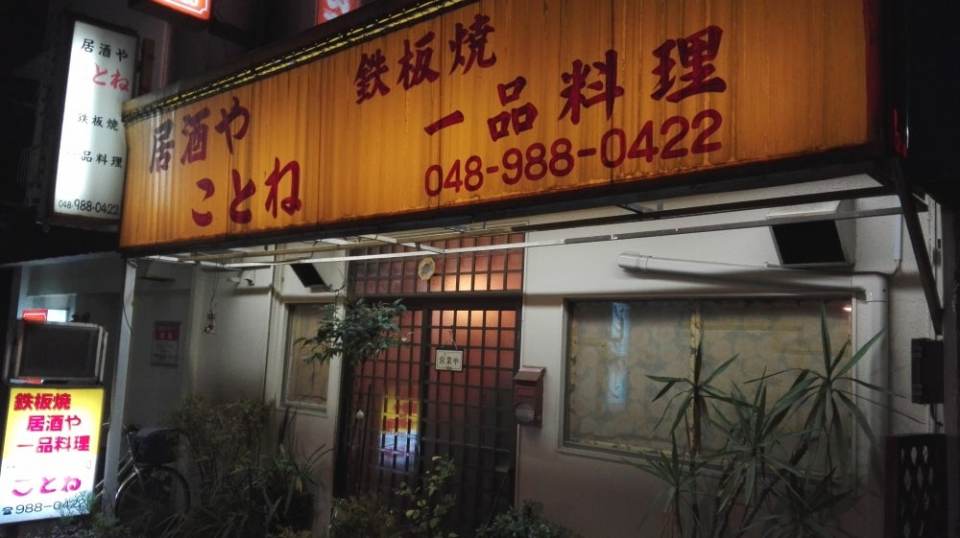 居酒や
ことね
鉄板焼
一品料理
048-988-0422
居酒や
ことね
鉄板焼
一品料理
048-988-0422
営業中
鉄板焼
居酒や
一品料理
ことね
☎988-0422